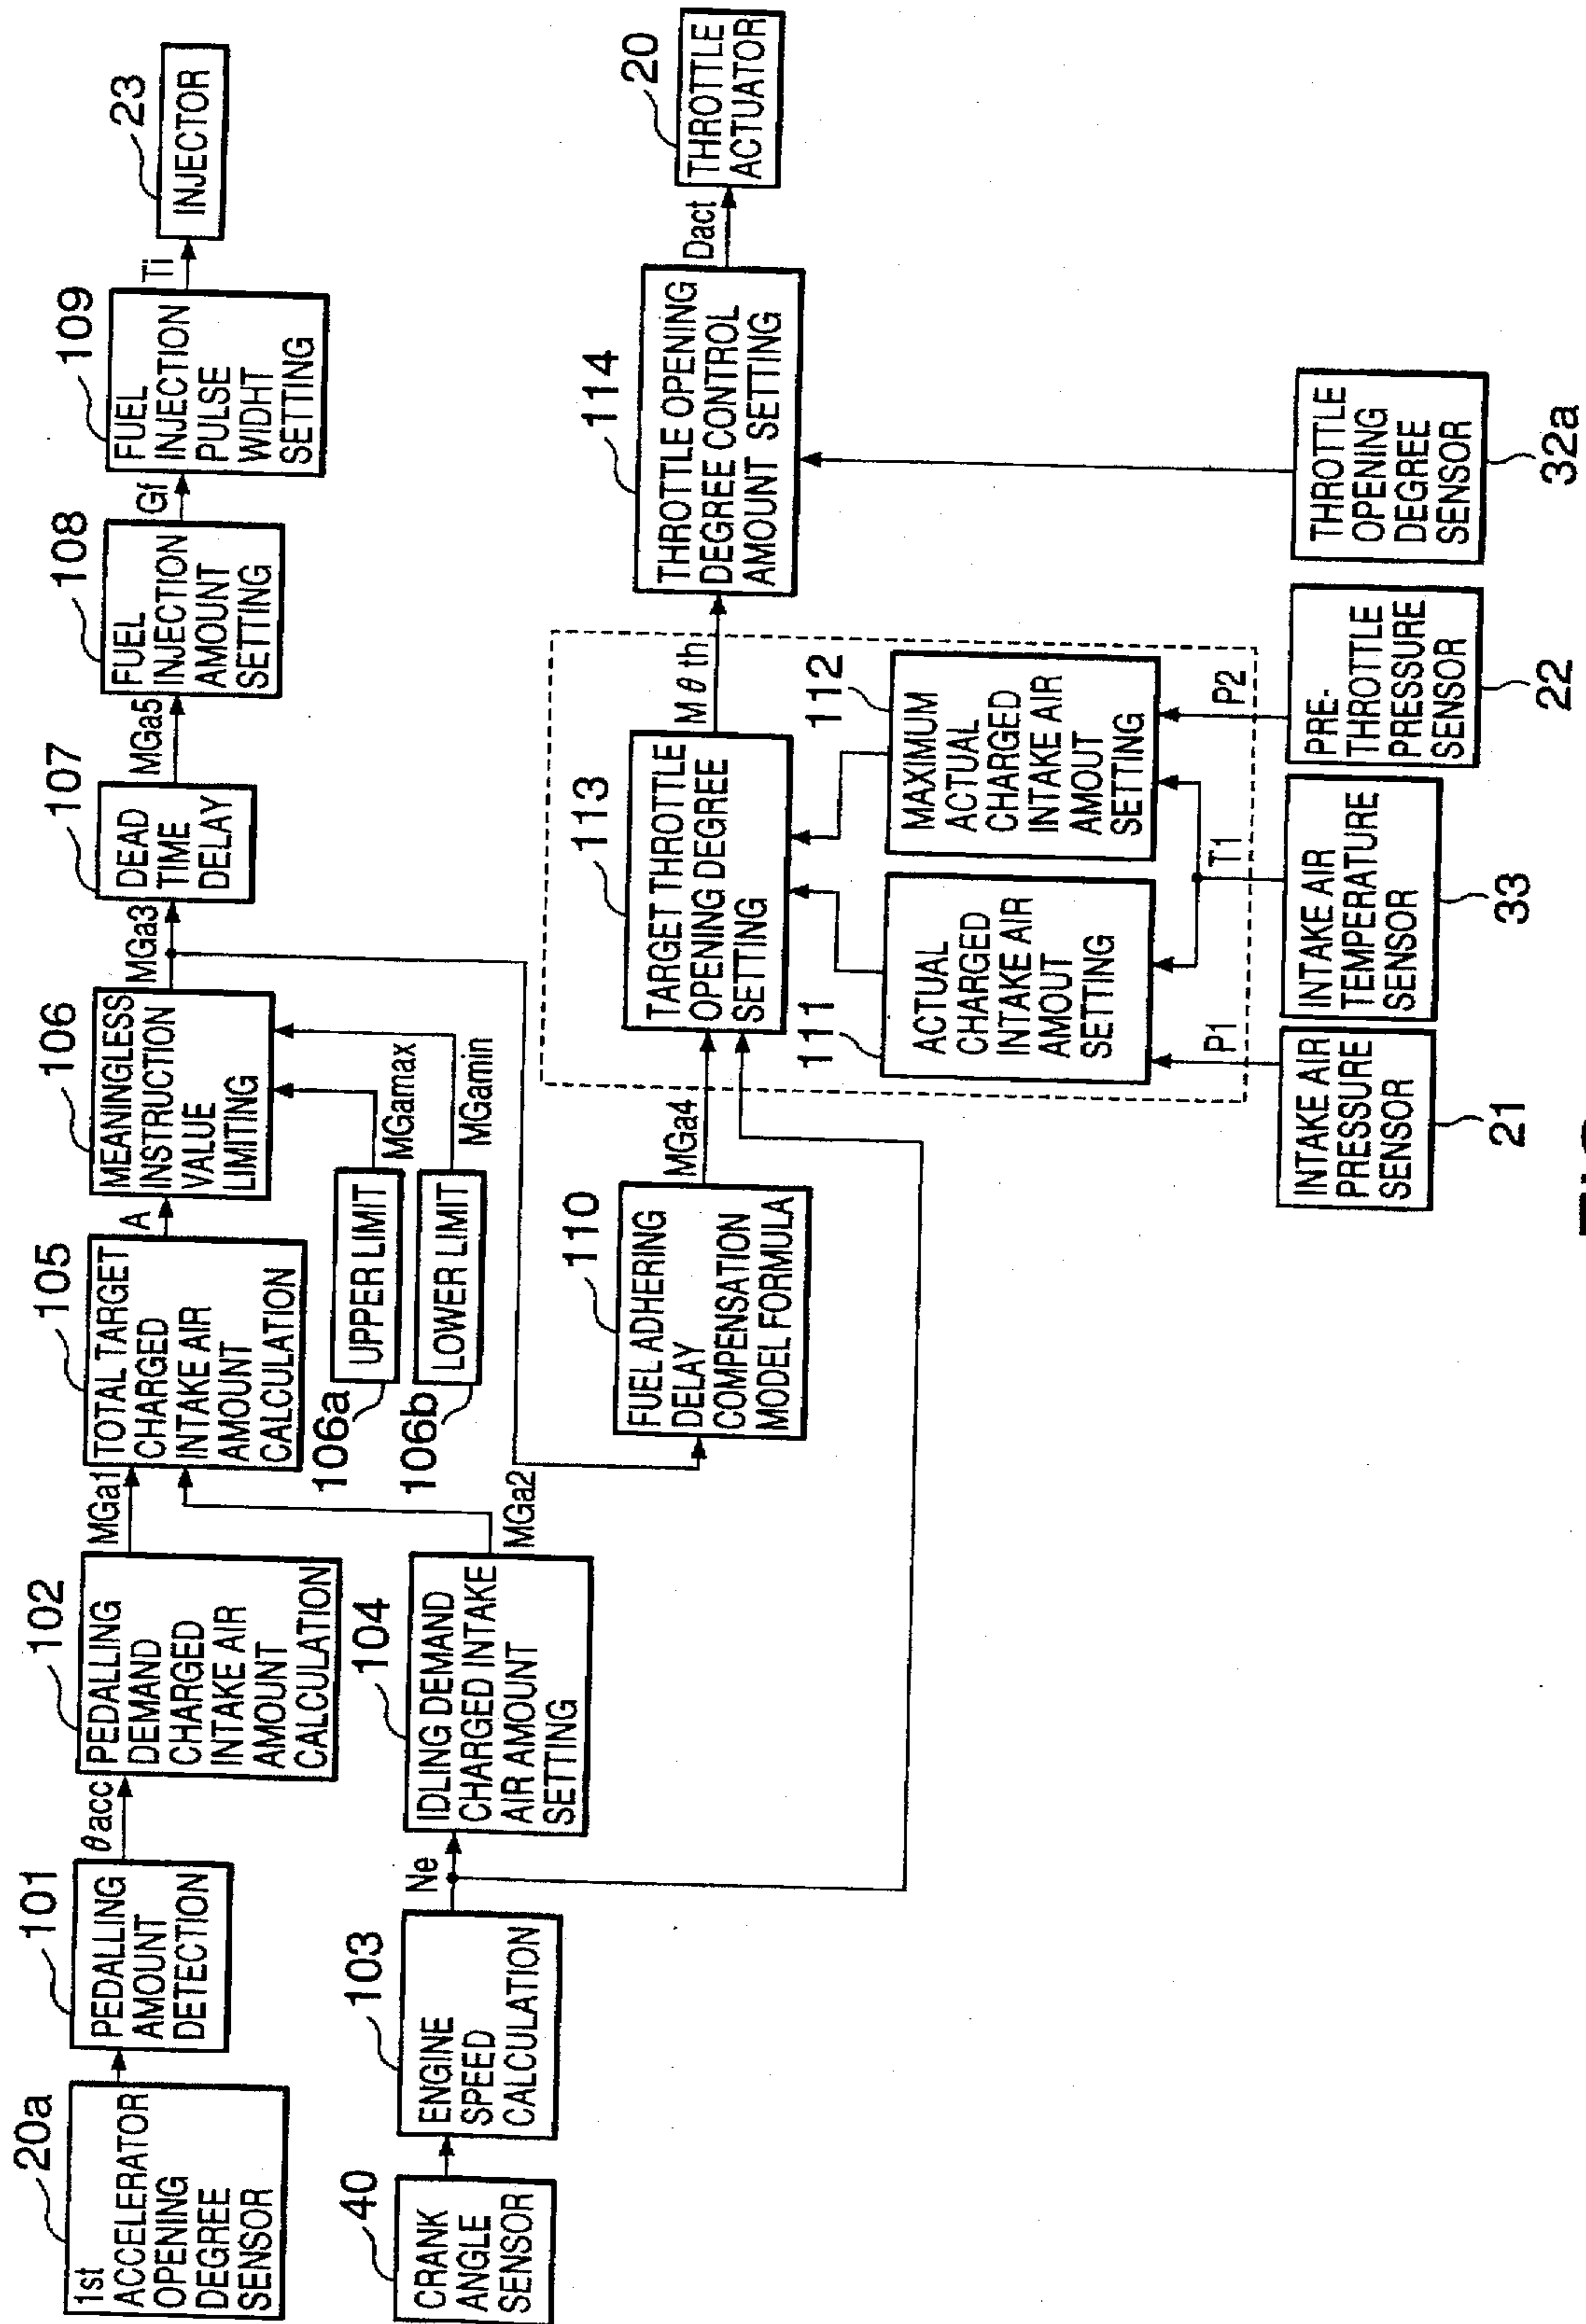 20a
1st
ACCELERATOR
OPENING
DEGREE
SENSOR
101
PEDALLING
AMOUNT
DETECTION
θacc
102
PEDALLING
DEMAND
CHARGED
INTAKE AIR
AMOUNT
CALCULATION
MGa1
105
TOTAL TARGET
CHARGED
INTAKE AIR
AMOUNT
CALCULATION
A
106
MEANINGLESS
INSTRUCTION
VALUE
LIMITING
MGa3
107
DEAD
TIME
DELAY
MGa5
108
FUEL
INJECTION
AMOUNT
SETTING
Gf
109
FUEL
INJECTION
PULSE
WIDHT
SETTING
Ti
23
INJECTOR
40
CRANK
ANGLE
SENSOR
103
ENGINE
SPEED
CALCULATION
Ne
104
IDLING DEMAND
CHARGED INTAKE
AIR AMOUNT
SETTING
MGa2
106a
UPPER LIMIT
MGamax
106b
LOWER LIMIT
MGamin
110
FUEL ADHERING
DELAY
COMPENSATION
MODEL FORMULA
MGa4
113
TARGET THROTTLE
OPENING DEGREE
SETTING
Mθth
114
THROTTLE OPENING
DEGREE CONTROL
AMOUNT SETTING
Dact
20
THROTTLE
ACTUATOR
111
ACTUAL
CHARGED
INTAKE AIR
AMOUT
SETTING
112
MAXIMUM
ACTUAL
CHARGED
INTAKE AIR
AMOUT
SETTING
P1
T1
P2
INTAKE AIR
PRESSURE
SENSOR
21
INTAKE AIR
TEMPERATURE
SENSOR
33
PRE-
THROTTLE
PRESSURE
SENSOR
22
THROTTLE
OPENING
DEGREE
SENSOR
32a